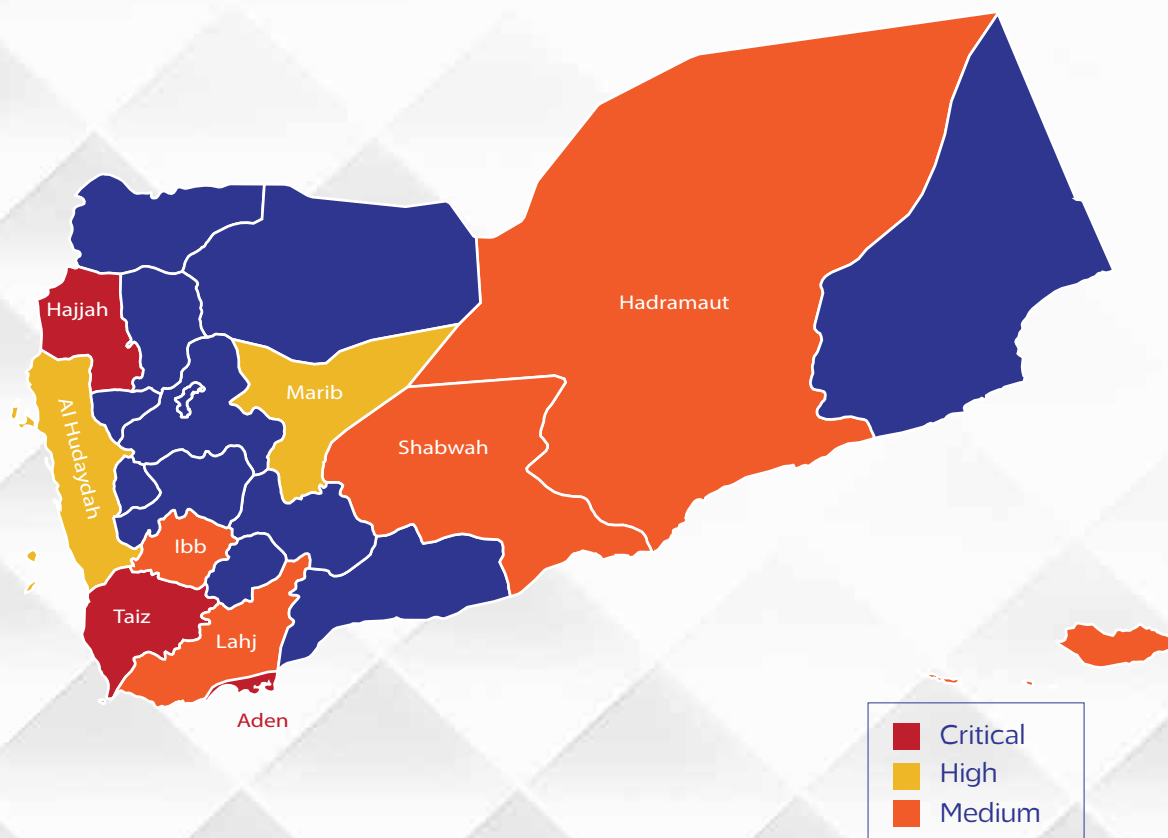 Hadramaut
Hajjah
Marib
Al Hudaydah
Shabwah
Ibb
Taiz
Lahj
Aden
Critical
High
Medium